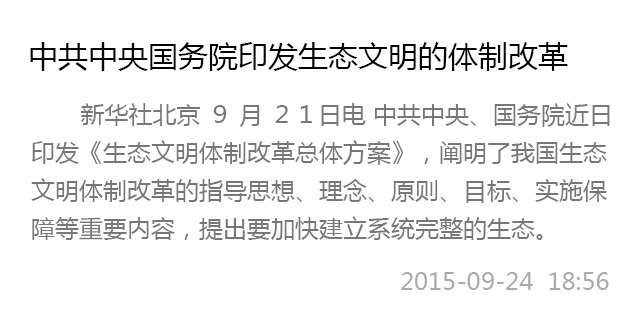 中共中央国务院印发生态文明的体制改革
新华社北京 ９ 月 ２１日电 中共中央、国务院近日
印发《生态文明体制改革总体方案》，阐明了我国生态
文明体制改革的指导思想、理念、原则、目标、实施保
障等重要内容，提出要加快建立系统完整的生态。
2015-09-24 18:56